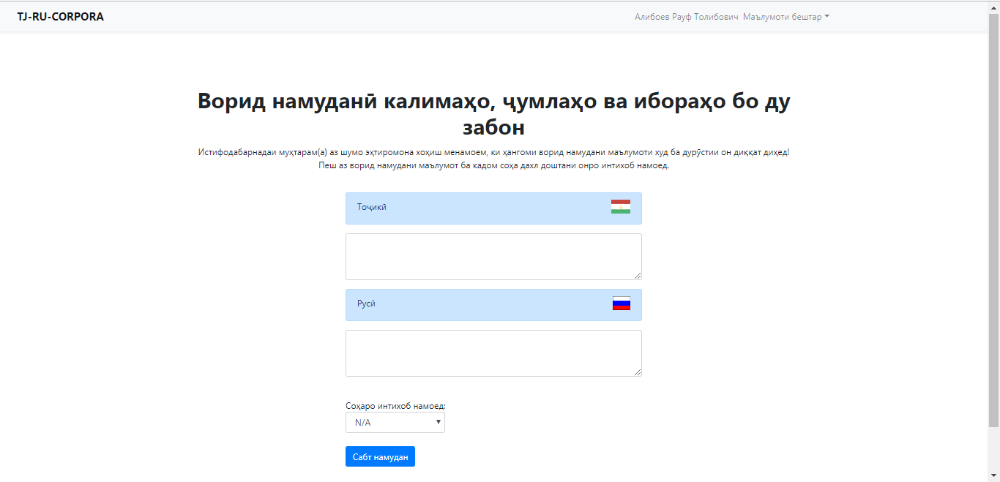 TJ-RU-CORPORA
Алибоев Рауф Толибович Маълумоти бештар
Ворид намуданӣ калимаҳо, ҷумлаҳо ва ибораҳо бо ду
забон
Истифодабарнадаи муҳтарам(а) аз шумо эҳтиромона хоҳиш менамоем, ки ҳангоми ворид намудани маълумоти худ ба дурӯстии он диққат диҳед!
Пеш аз ворид намудани маълумот ба кадом соҳа дахл доштани онро интихоб намоед.
Тоҷикӣ
Русӣ
Соҳаро интихоб намоед:
N/A
Сабт намудан